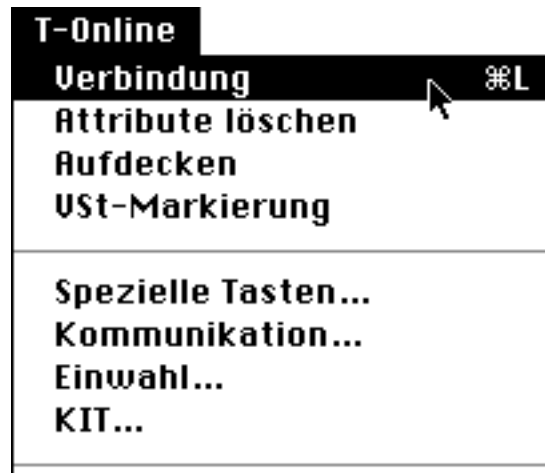 T-Online
Verbindung ⌘L
Attribute löschen
Aufdecken
VSt-Markierung
Spezielle Tasten...
Kommunikation...
Einwahl...
KIT...